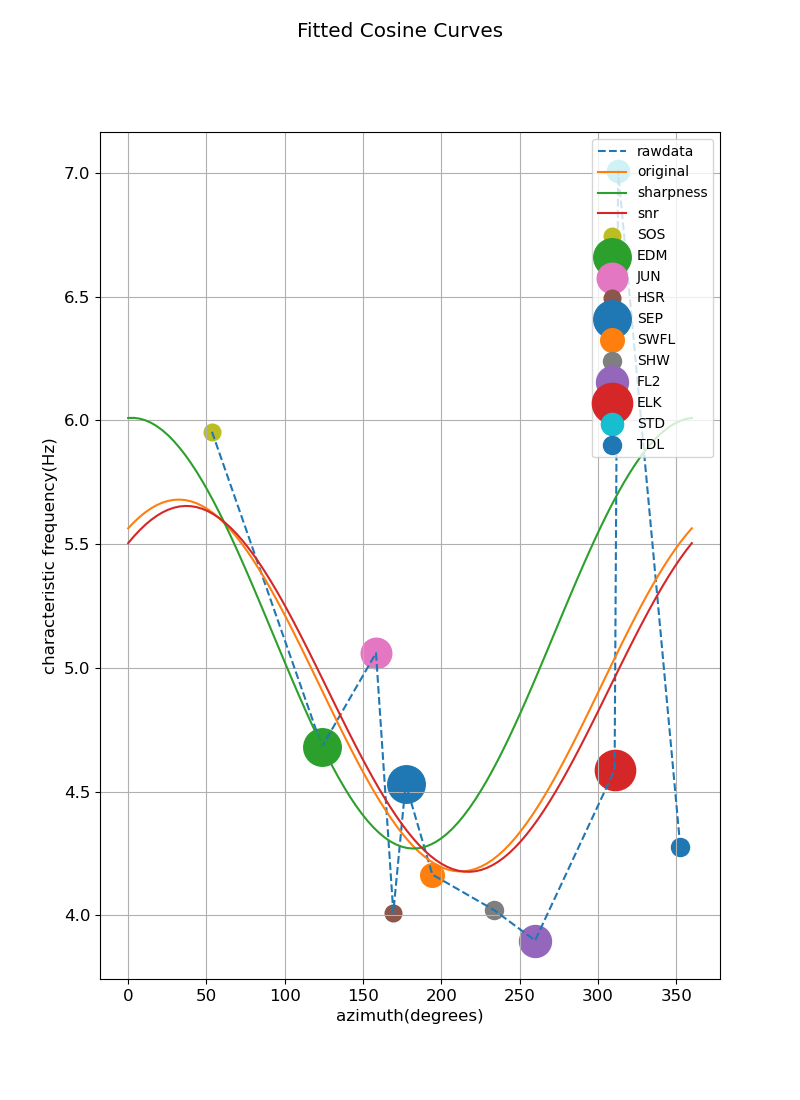 Fitted Cosine Curves
characteristic frequency(Hz)
7.0
6.5
6.0
5.5
5.0
4.5
4.0
rawdata
original
sharpness
snr
SOS
EDM
JUN
HSR
SEP
SWFL
SHW
FL2
ELK
STD
TDL
0 50 100 150 200 250 300 350
azimuth(degrees)